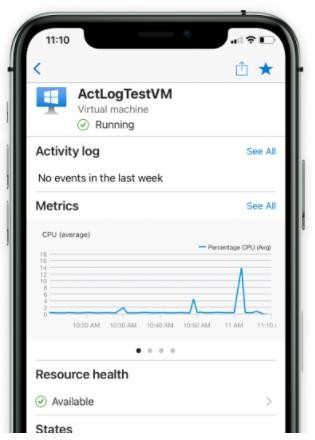 11:10
ActLogTestVM
Virtual machine
Running
Activity log See All
No events in the last week
Metrics See All
CPU (average)
Percentage CPU (Avg)
18
16
14
12
10
8
6
4
2
0
10:20 AM 10:30 AM 10:40 AM 10:50 AM 11 AM 11:10
Resource health
Available
States